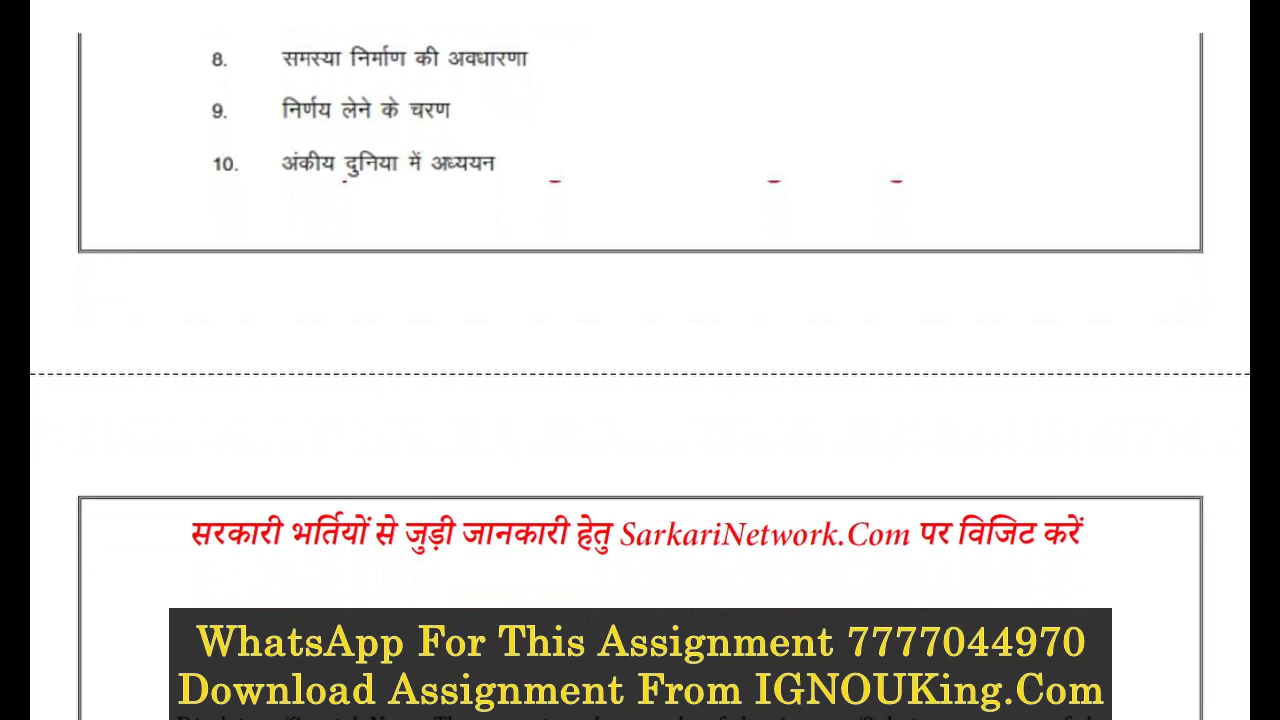 8. समस्या निर्माण की अवधारणा
9. निर्णय लेने के चरण
10. अंकीय दुनिया में अध्ययन
सरकारी भर्तियों से जुड़ी जानकारी हेतु SarkariNetwork.Com पर विजिट करें
WhatsApp For This Assignment 7777044970
Download Assignment From IGNOUKing.Com